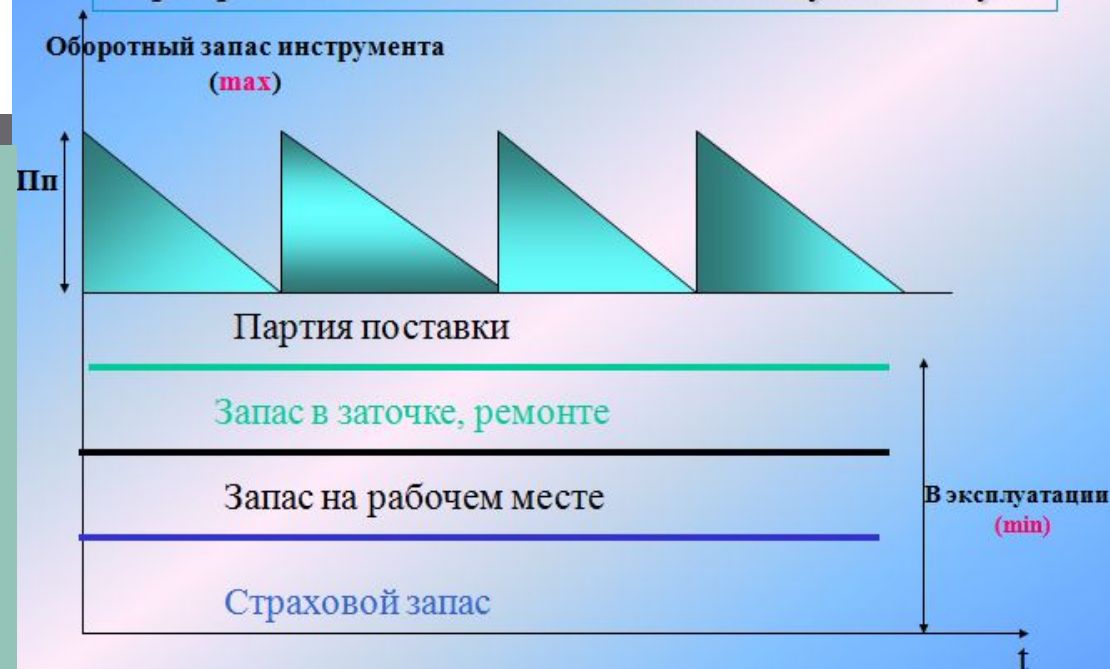 Оборотный запас инструмента
(max)
Пп
Партия поставки
Запас в заточке, ремонте
Запас на рабочем месте
В эксплуатации
(min)
Страховой запас
t